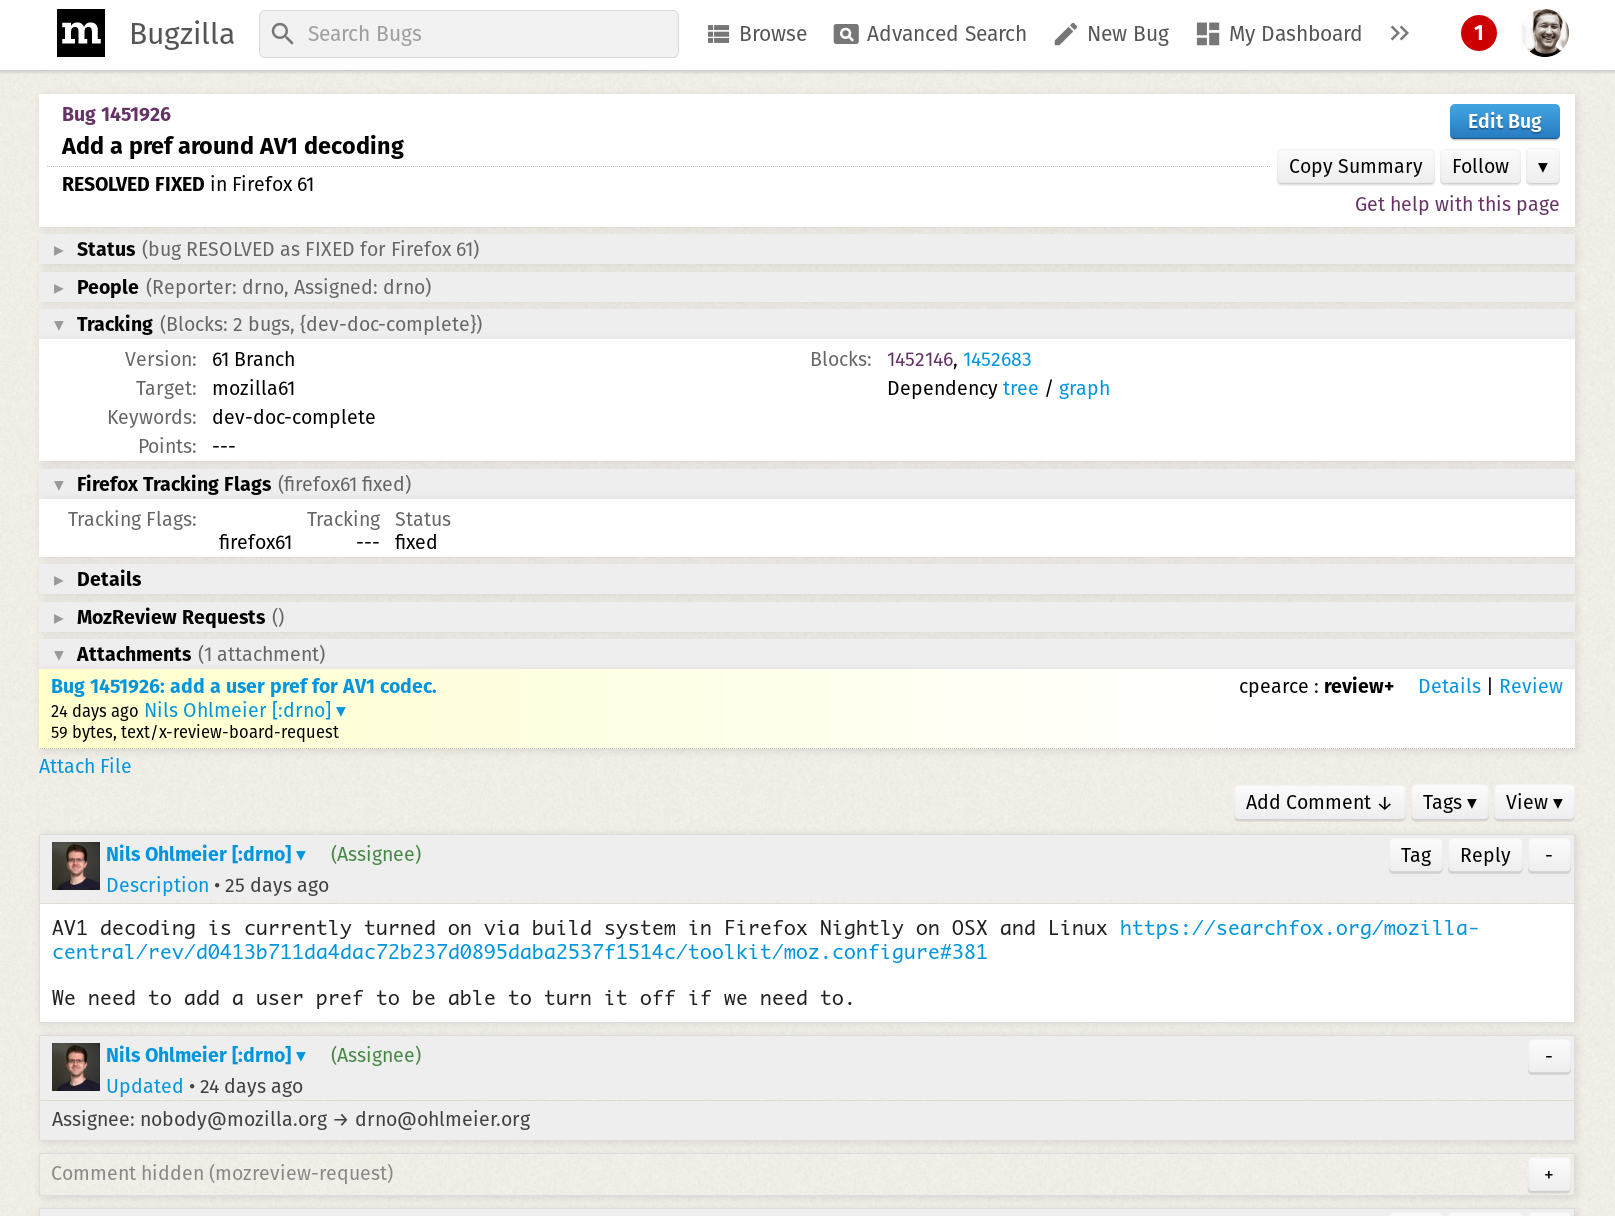 m Bugzilla Search Bugs Browse Advanced Search New Bug My Dashboard » 1
Bug 1451926
Edit Bug
Add a pref around AV1 decoding
Copy Summary Follow ▾
RESOLVED FIXED in Firefox 61
Get help with this page
▸ Status (bug RESOLVED as FIXED for Firefox 61)
▸ People (Reporter: drno, Assigned: drno)
▾ Tracking (Blocks: 2 bugs, {dev-doc-complete})
Version: 61 Branch Blocks: 1452146, 1452683
Target: mozilla61 Dependency tree / graph
Keywords: dev-doc-complete
Points: ---
▾ Firefox Tracking Flags (firefox61 fixed)
Tracking Flags: Tracking Status
firefox61 --- fixed
▸ Details
▸ MozReview Requests ()
▾ Attachments (1 attachment)
Bug 1451926: add a user pref for AV1 codec. cpearce : review+ Details | Review
24 days ago Nils Ohlmeier [:drno] ▾
59 bytes, text/x-review-board-request
Attach File
Add Comment ↓ Tags ▾ View ▾
Nils Ohlmeier [:drno] ▾ (Assignee) Tag Reply -
Description • 25 days ago
AV1 decoding is currently turned on via build system in Firefox Nightly on OSX and Linux https://searchfox.org/mozilla-
central/rev/d0413b711da4dac72b237d0895daba2537f1514c/toolkit/moz.configure#381
We need to add a user pref to be able to turn it off if we need to.
Nils Ohlmeier [:drno] ▾ (Assignee) -
Updated • 24 days ago
Assignee: nobody@mozilla.org → drno@ohlmeier.org
Comment hidden (mozreview-request) +